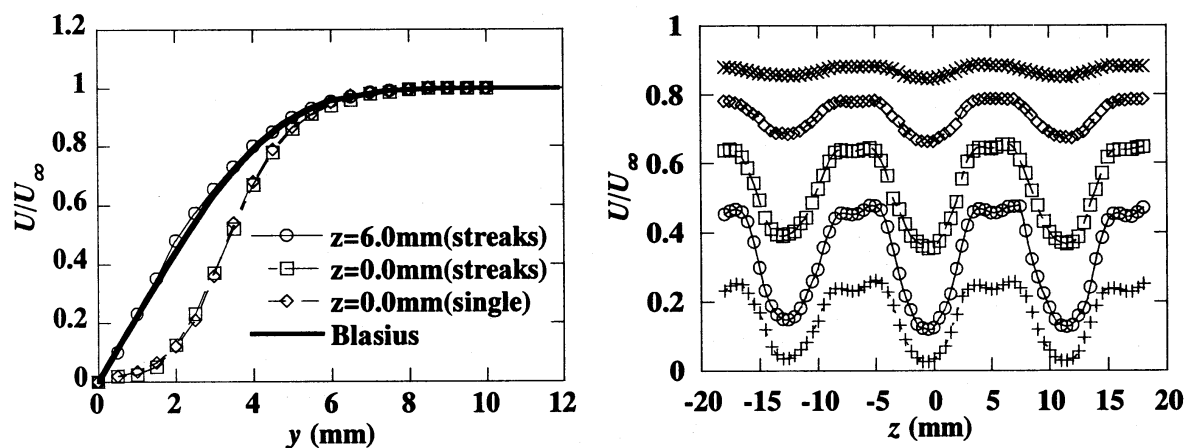 1.2
1
0.8
0.6
0.4
0.2
0
U/U∞
z=6.0mm(streaks)
z=0.0mm(streaks)
z=0.0mm(single)
Blasius
0 2 4 6 8 10 12
y (mm)
1
0.8
0.6
0.4
0.2
0
U/U∞
-20 -15 -10 -5 0 5 10 15 20
z (mm)